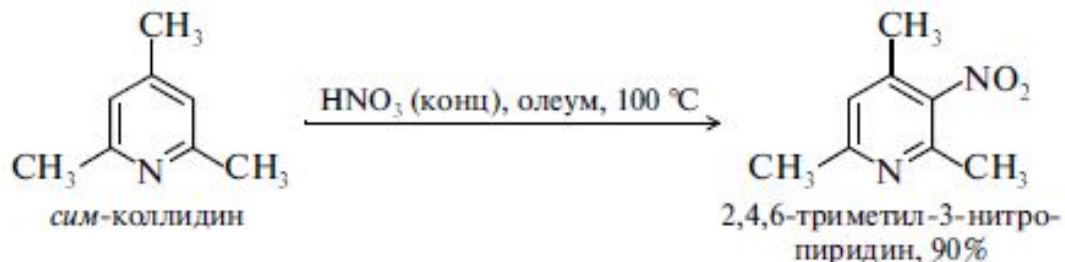 CH₃
CH₃
N
CH₃
сим-коллидин
HNO₃ (конц), олеум, 100 °C
CH₃
NO₂
CH₃
N
CH₃
2,4,6-триметил-3-нитро-
пиридин, 90%